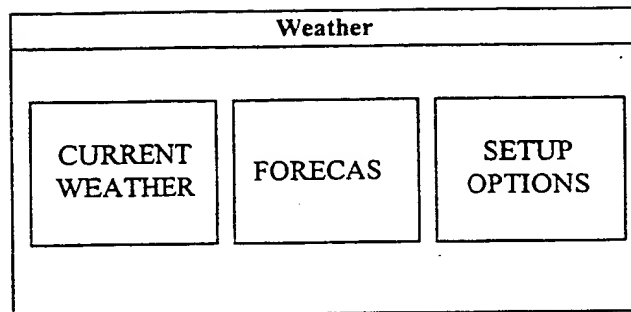 Weather
CURRENT
WEATHER
FORECAS
SETUP
OPTIONS